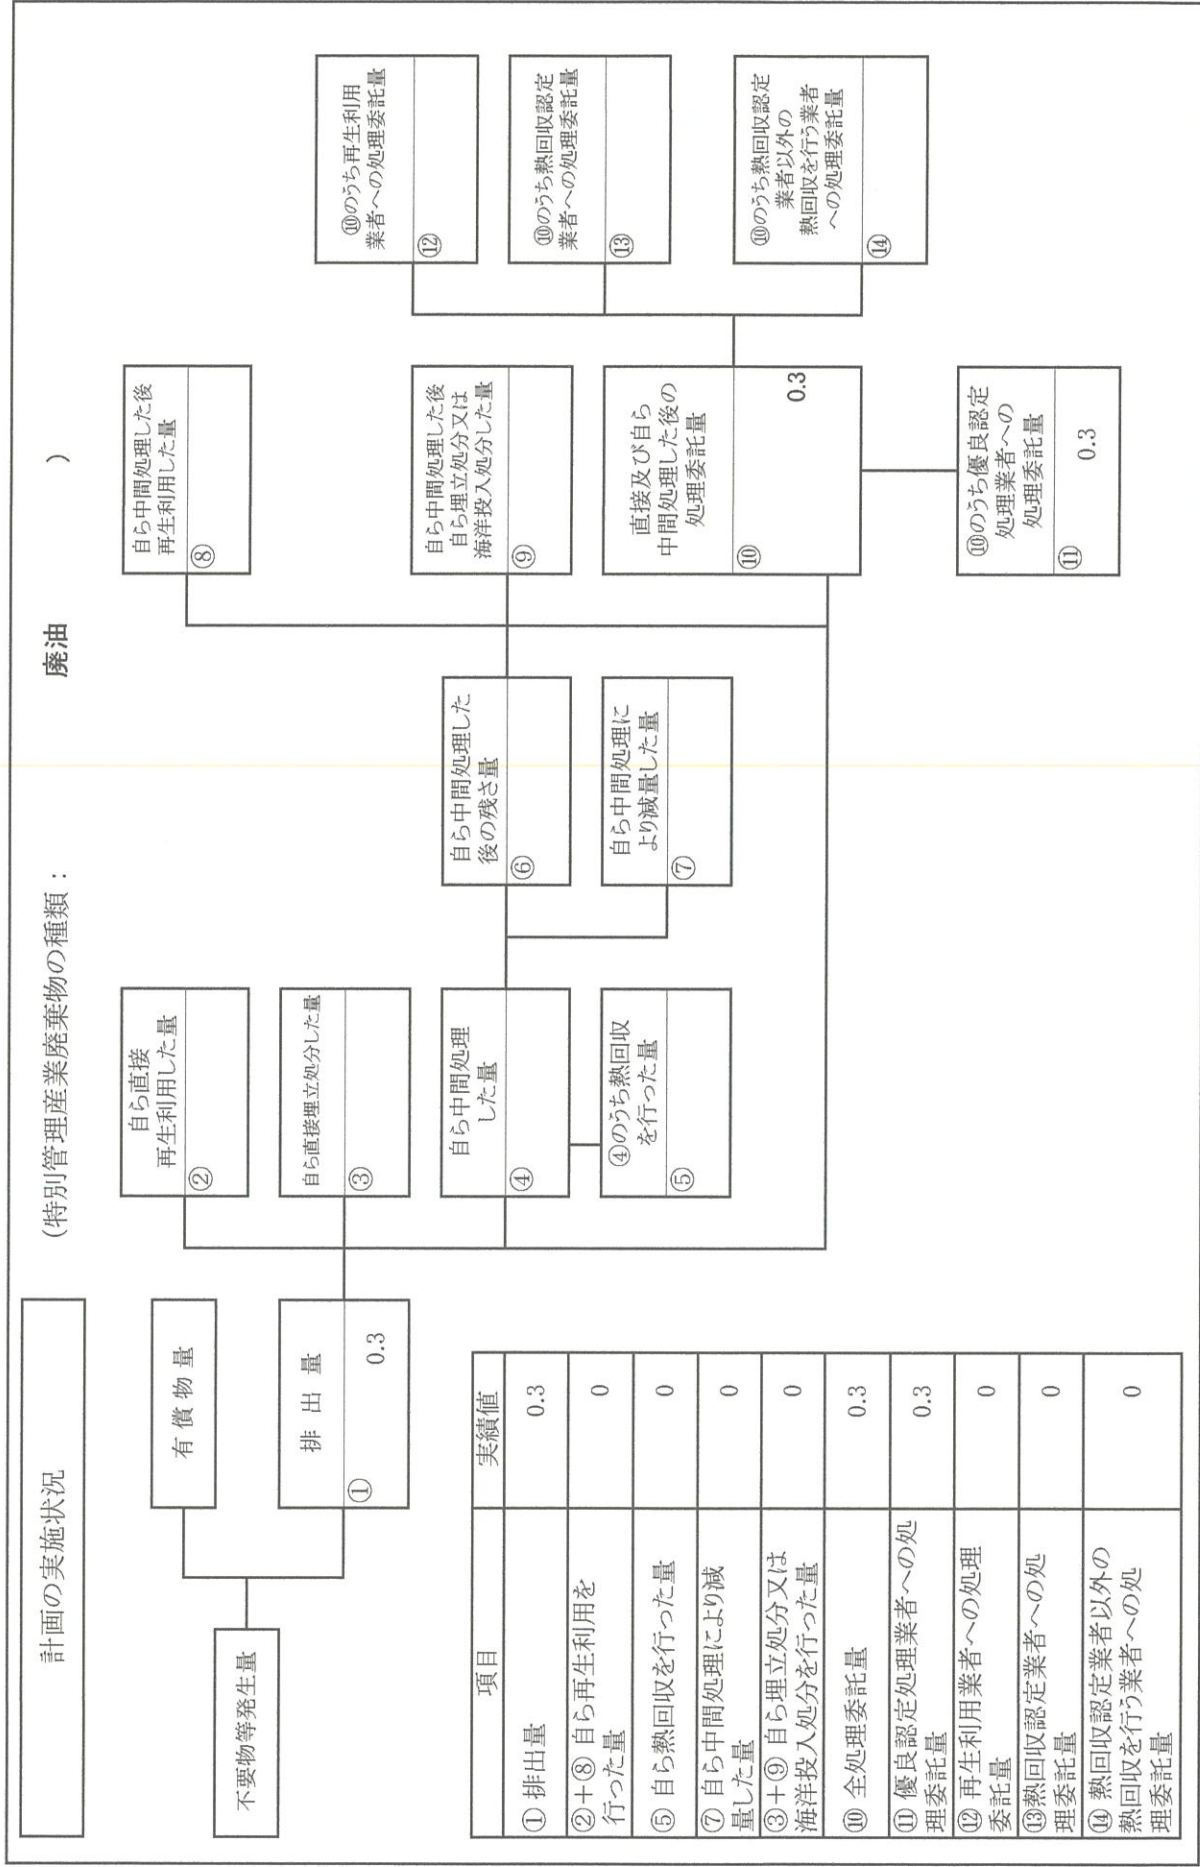 計画の実施状況
(特別管理産業廃棄物の種類： 廃油 )
不要物等発生量
有償物量
排出量
① 0.3
自ら直接
再生利用した量
②
自ら直接埋立処分した量
③
自ら中間処理
した量
④
④のうち熱回収
を行った量
⑤
自ら中間処理した
後の残さ量
⑥
自ら中間処理に
より減量した量
⑦
自ら中間処理した後
再生利用した量
⑧
自ら中間処理した後
自ら埋立処分又は
海洋投入処分した量
⑨
直接及び自ら
中間処理した後の
処理委託量
⑩ 0.3
⑩のうち優良認定
処理業者への
処理委託量
⑪ 0.3
⑩のうち再生利用
業者への処理委託量
⑫
⑩のうち熱回収認定
業者への処理委託量
⑬
⑩のうち熱回収認定
業者以外の
熱回収を行う業者
への処理委託量
⑭
項目 実績値
① 排出量 0.3
②＋⑧ 自ら再生利用を
行った量 0
⑤ 自ら熱回収を行った量 0
⑦ 自ら中間処理により減
量した量 0
③＋⑨ 自ら埋立処分又は
海洋投入処分を行った量 0
⑩ 全処理委託量 0.3
⑪ 優良認定処理業者への処
理委託量 0.3
⑫ 再生利用業者への処理
委託量 0
⑬熱回収認定業者への処
理委託量 0
⑭ 熱回収認定業者以外の
熱回収を行う業者への処
理委託量 0